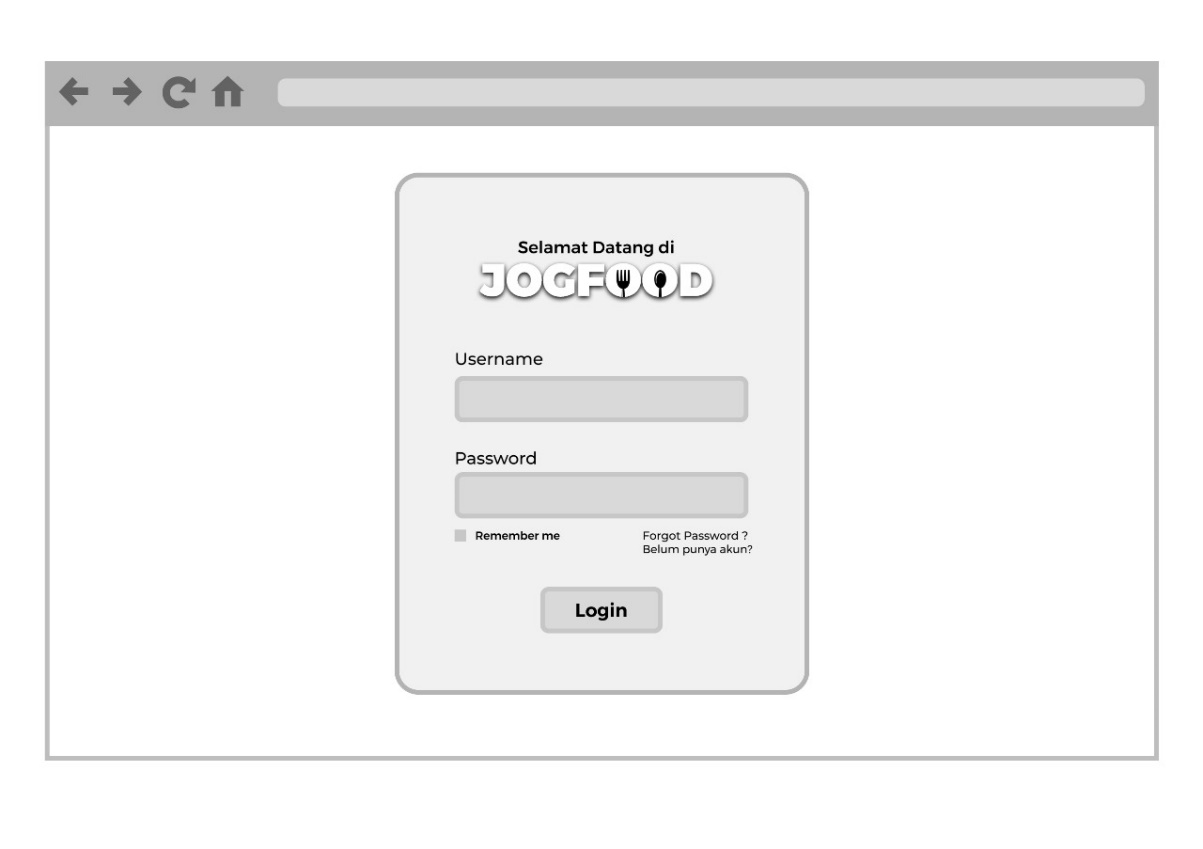 Selamat Datang di
JOGFOOD
Username
Password
Remember me
Forgot Password ?
Belum punya akun?
Login